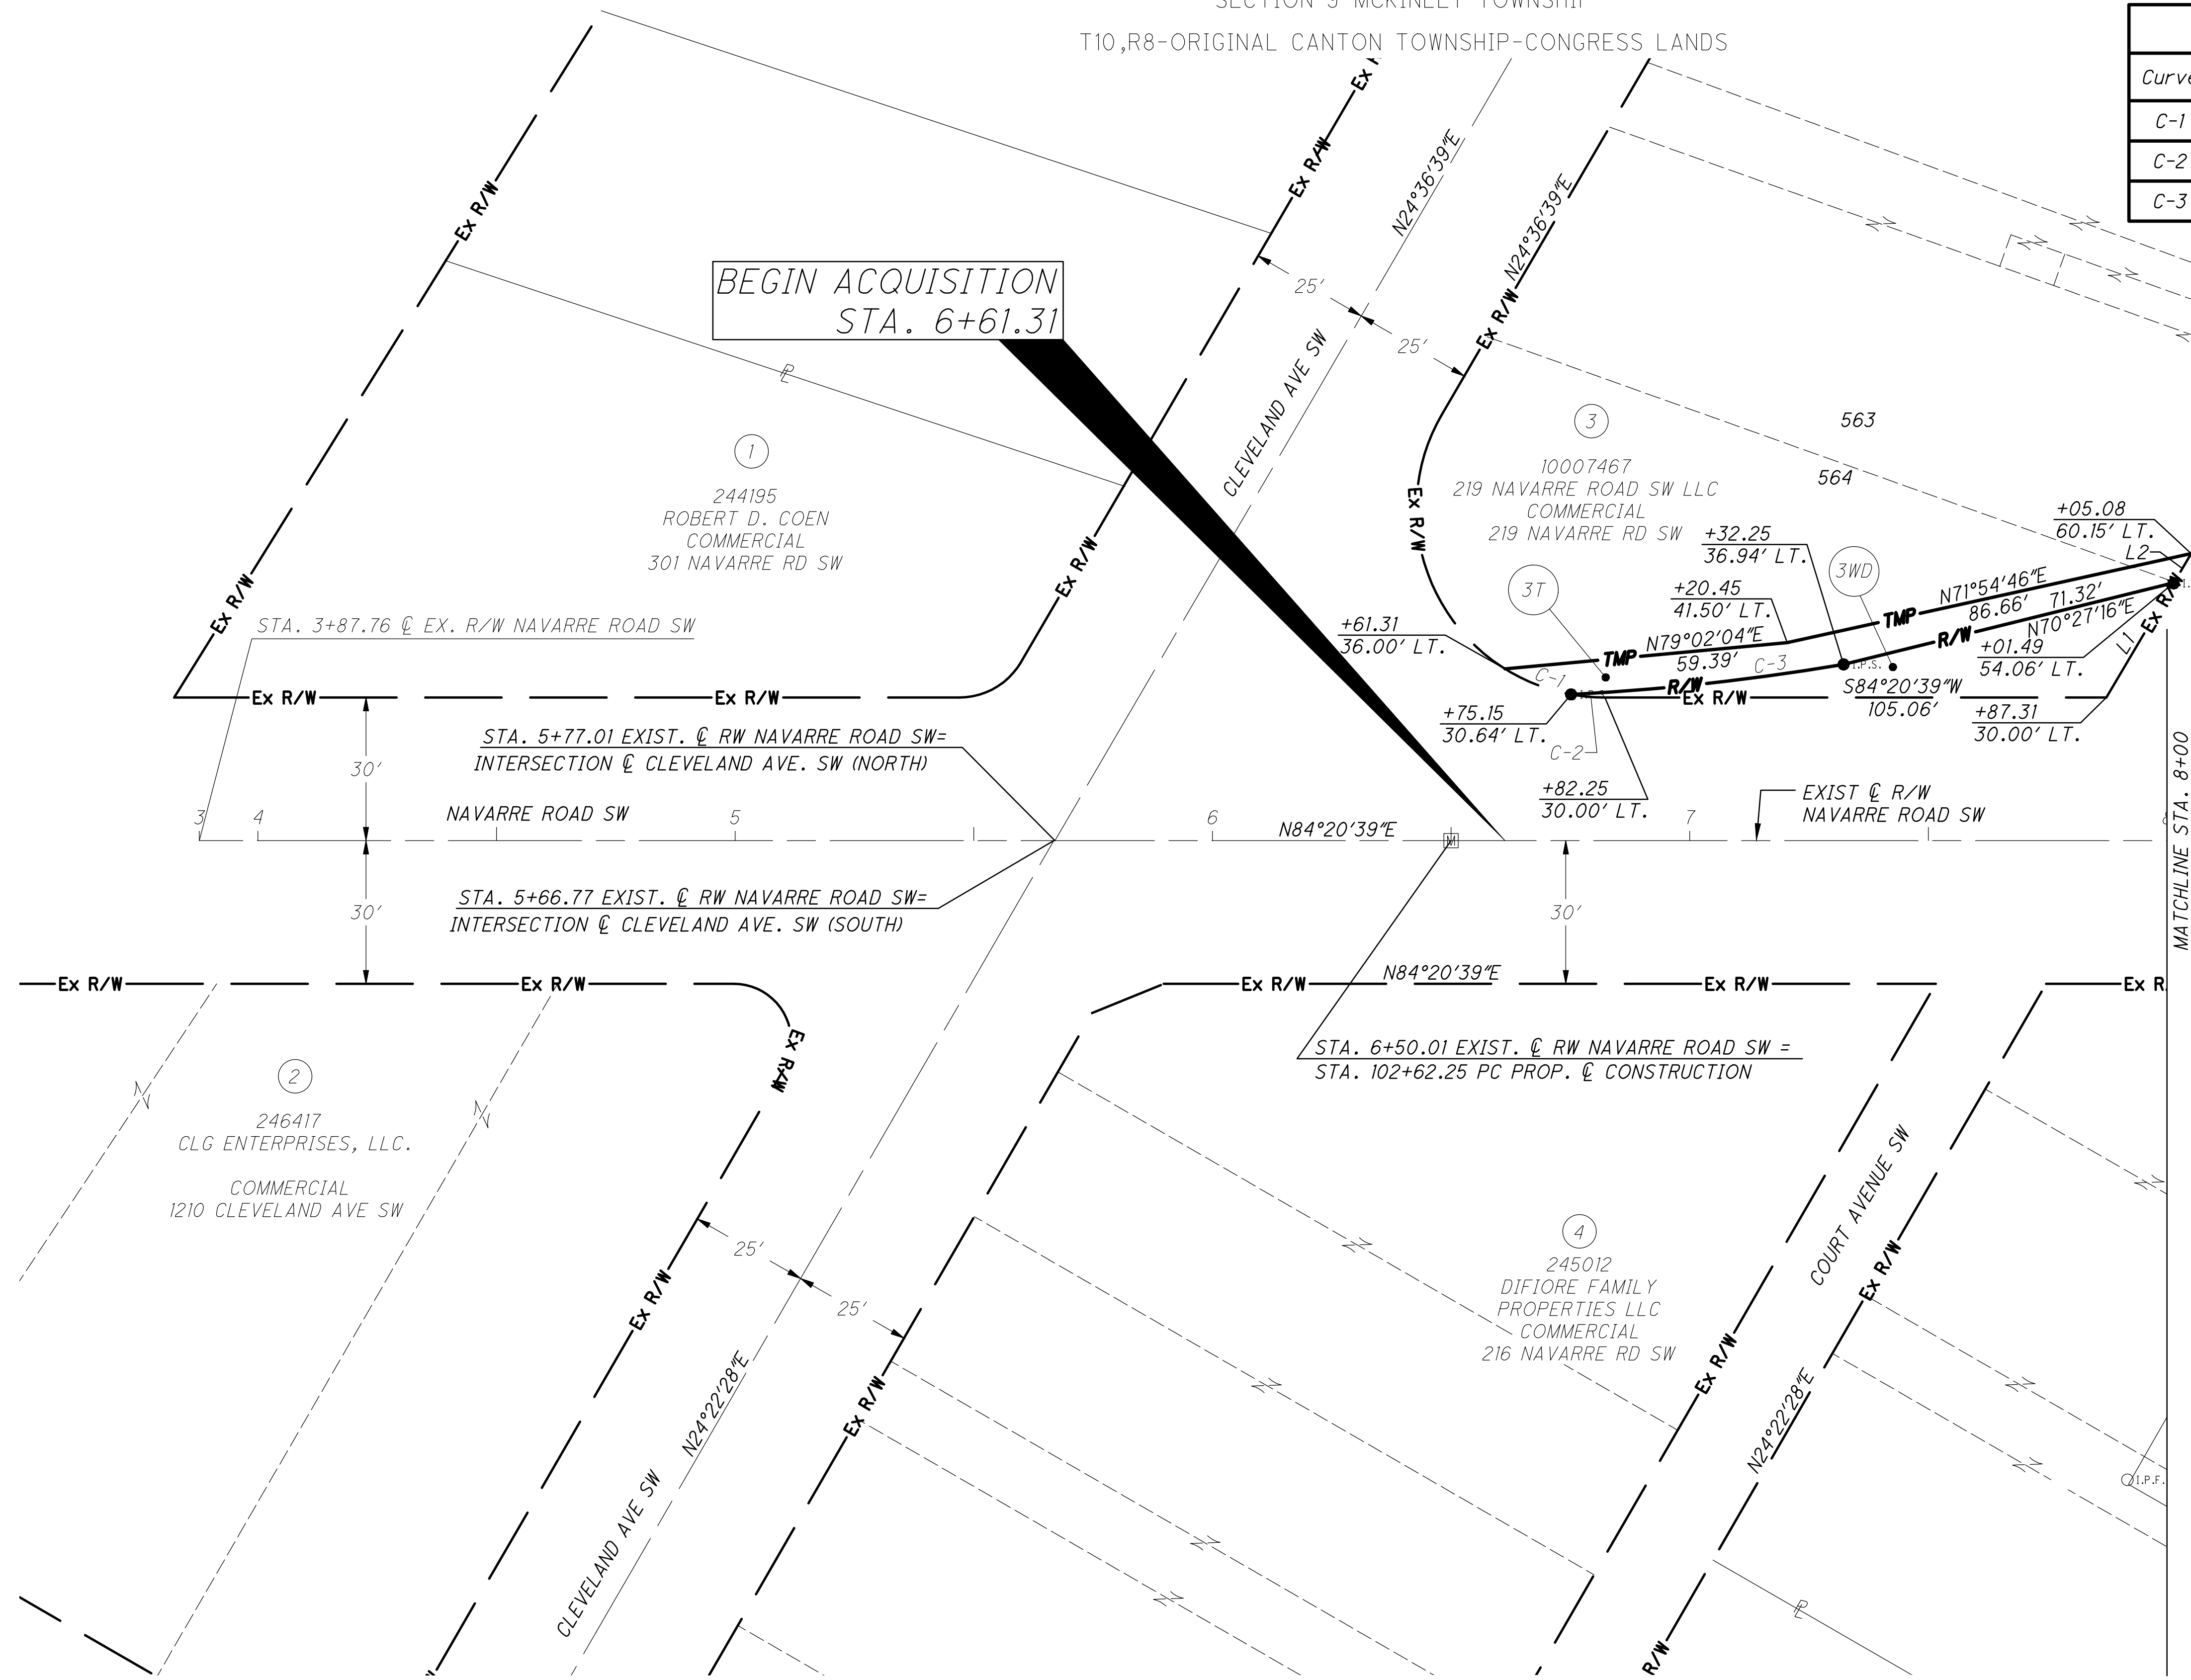 T10,R8-ORIGINAL CANTON TOWNSHIP-CONGRESS LANDS
Curve
C-1
C-2
C-3
Ex R/W
Ex R/W
N24°36'39"E
N24°36'39"E
Ex R/W
BEGIN ACQUISITION
STA. 6+61.31
25'
25'
Ex R/W
CLEVELAND AVE SW
℄
1
244195
ROBERT D. COEN
COMMERCIAL
301 NAVARRE RD SW
3
10007467
219 NAVARRE ROAD SW LLC
COMMERCIAL
219 NAVARRE RD SW
563
564
Ex R/W
Ex R/W
Ex R/W
STA. 3+87.76 ℄ EX. R/W NAVARRE ROAD SW
3T
3WD
+32.25
36.94' LT.
+20.45
41.50' LT.
+05.08
60.15' LT.
L2
+61.31
36.00' LT.
N79°02'04"E
59.39'
TMP
N71°54'46"E
86.66'
TMP
71.32'
N70°27'16"E
R/W
Ex R/W
L1
+01.49
54.06' LT.
C-1
C-3
I.P.S.
R/W
Ex R/W
S84°20'39"W
105.06'
+87.31
30.00' LT.
+75.15
30.64' LT.
C-2
+82.25
30.00' LT.
Ex R/W
Ex R/W
STA. 5+77.01 EXIST. ℄ RW NAVARRE ROAD SW=
INTERSECTION ℄ CLEVELAND AVE. SW (NORTH)
30'
EXIST ℄ R/W
NAVARRE ROAD SW
MATCHLINE STA. 8+00
3
4
NAVARRE ROAD SW
5
6
N84°20'39"E
M
7
STA. 5+66.77 EXIST. ℄ RW NAVARRE ROAD SW=
INTERSECTION ℄ CLEVELAND AVE. SW (SOUTH)
30'
30'
Ex R/W
Ex R/W
Ex R/W
N84°20'39"E
Ex R/W
Ex R
Ex R/W
STA. 6+50.01 EXIST. ℄ RW NAVARRE ROAD SW =
STA. 102+62.25 PC PROP. ℄ CONSTRUCTION
2
246417
CLG ENTERPRISES, LLC.
COMMERCIAL
1210 CLEVELAND AVE SW
25'
25'
Ex R/W
4
245012
DIFIORE FAMILY
PROPERTIES LLC
COMMERCIAL
216 NAVARRE RD SW
COURT AVENUE SW
Ex R/W
Ex R/W
Ex R/W
N24°22'28"E
N24°22'28"E
CLEVELAND AVE SW
I.P.F.
R/W